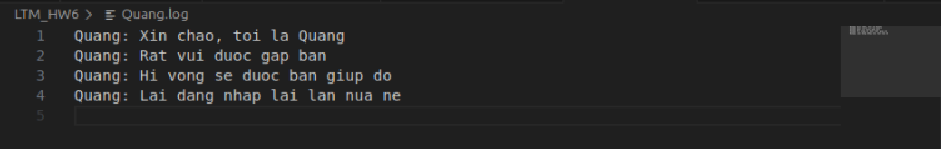 LTM_HW6 > Quang.log
1 Quang: Xin chao, toi la Quang
2 Quang: Rat vui duoc gap ban
3 Quang: Hi vong se duoc ban giup do
4 Quang: Lai dang nhap lai lan nua ne
5